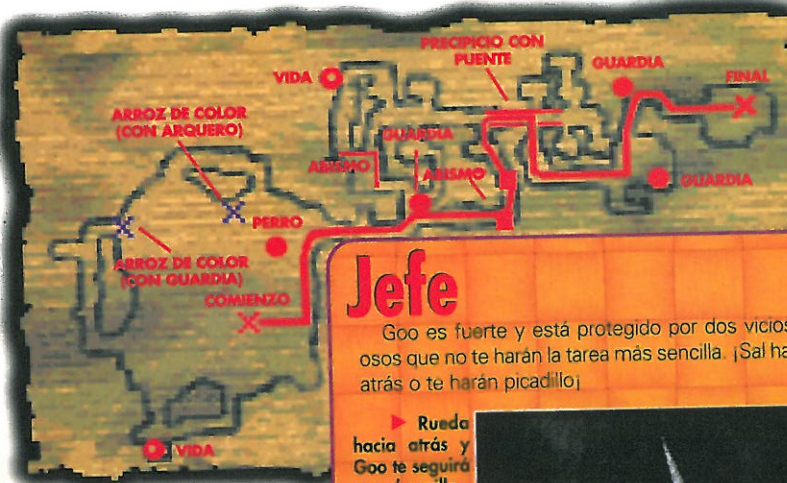 PRECIPICIO CON
PUENTE
GUARDIA
FINAL
VIDA
ARROZ DE COLOR
(CON ARQUERO)
GUARDIA
ABISMO
ABISMO
GUARDIA
PERRO
ARROZ DE COLOR
(CON GUARDIA)
COMIENZO
VIDA
Jefe
Goo es fuerte y está protegido por dos vicios
osos que no te harán la tarea más sencilla. ¡Sal ha
atrás o te harán picadillo¡
▶ Rueda
hacia atrás y
Goo te seguirá